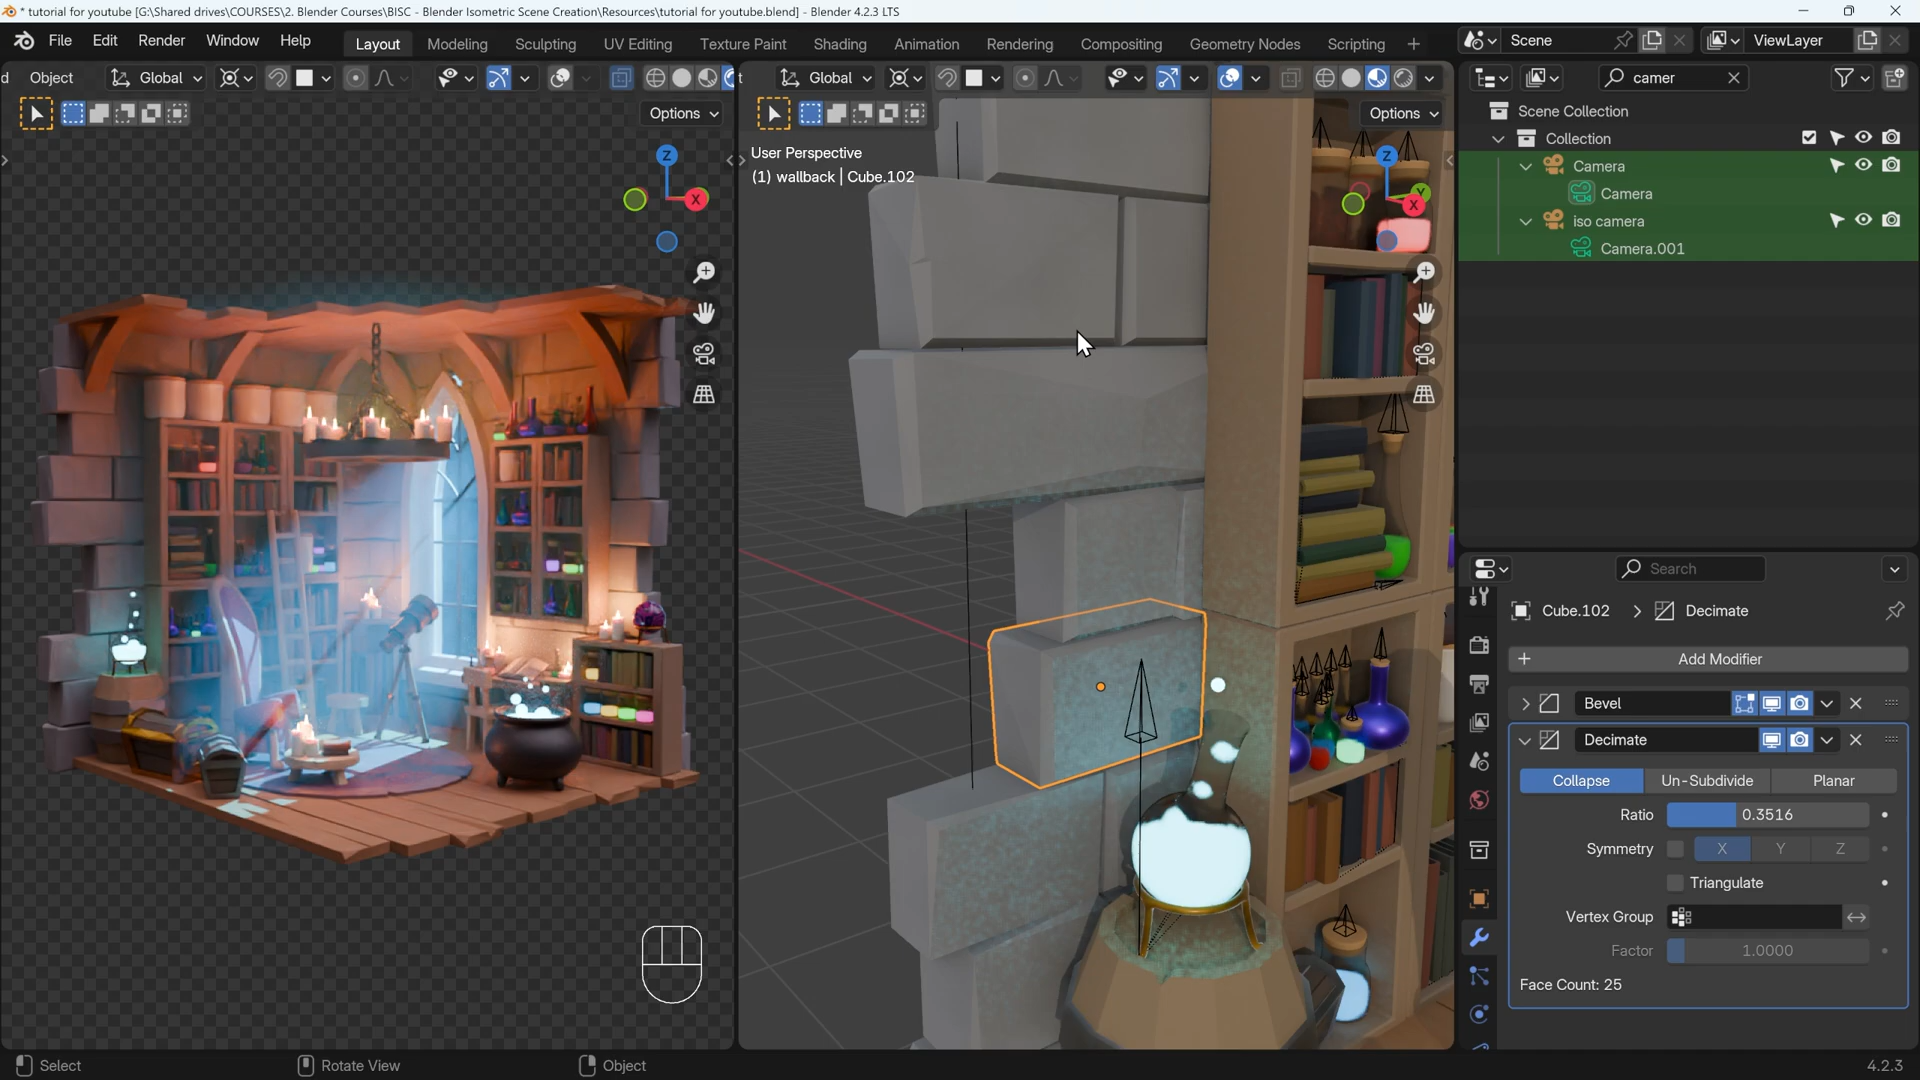 * tutorial for youtube [G:\Shared drives\COURSES\2. Blender Courses\BISC - Blender Isometric Scene Creation\Resources\tutorial for youtube.blend] - Blender 4.2.3 LTS
File Edit Render Window Help Layout Modeling Sculpting UV Editing Texture Paint Shading Animation Rendering Compositing Geometry Nodes Scripting + Scene ViewLayer
d Object Global t Global camer
Options Options
Scene Collection
Collection
Camera
Camera
iso camera
Camera.001
Z
X
User Perspective
(1) wallback | Cube.102
Z
Y
X
Search
Cube.102 > Decimate
+ Add Modifier
Bevel
Decimate
Collapse Un-Subdivide Planar
Ratio 0.3516
Symmetry X Y Z
Triangulate
Vertex Group
Factor 1.0000
Face Count: 25
Select Rotate View Object 4.2.3